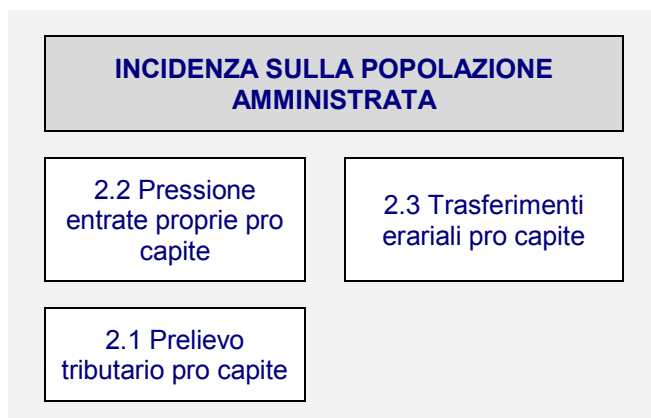 INCIDENZA SULLA POPOLAZIONE
AMMINISTRATA
2.2 Pressione
entrate proprie pro
capite
2.3 Trasferimenti
erariali pro capite
2.1 Prelievo
tributario pro capite